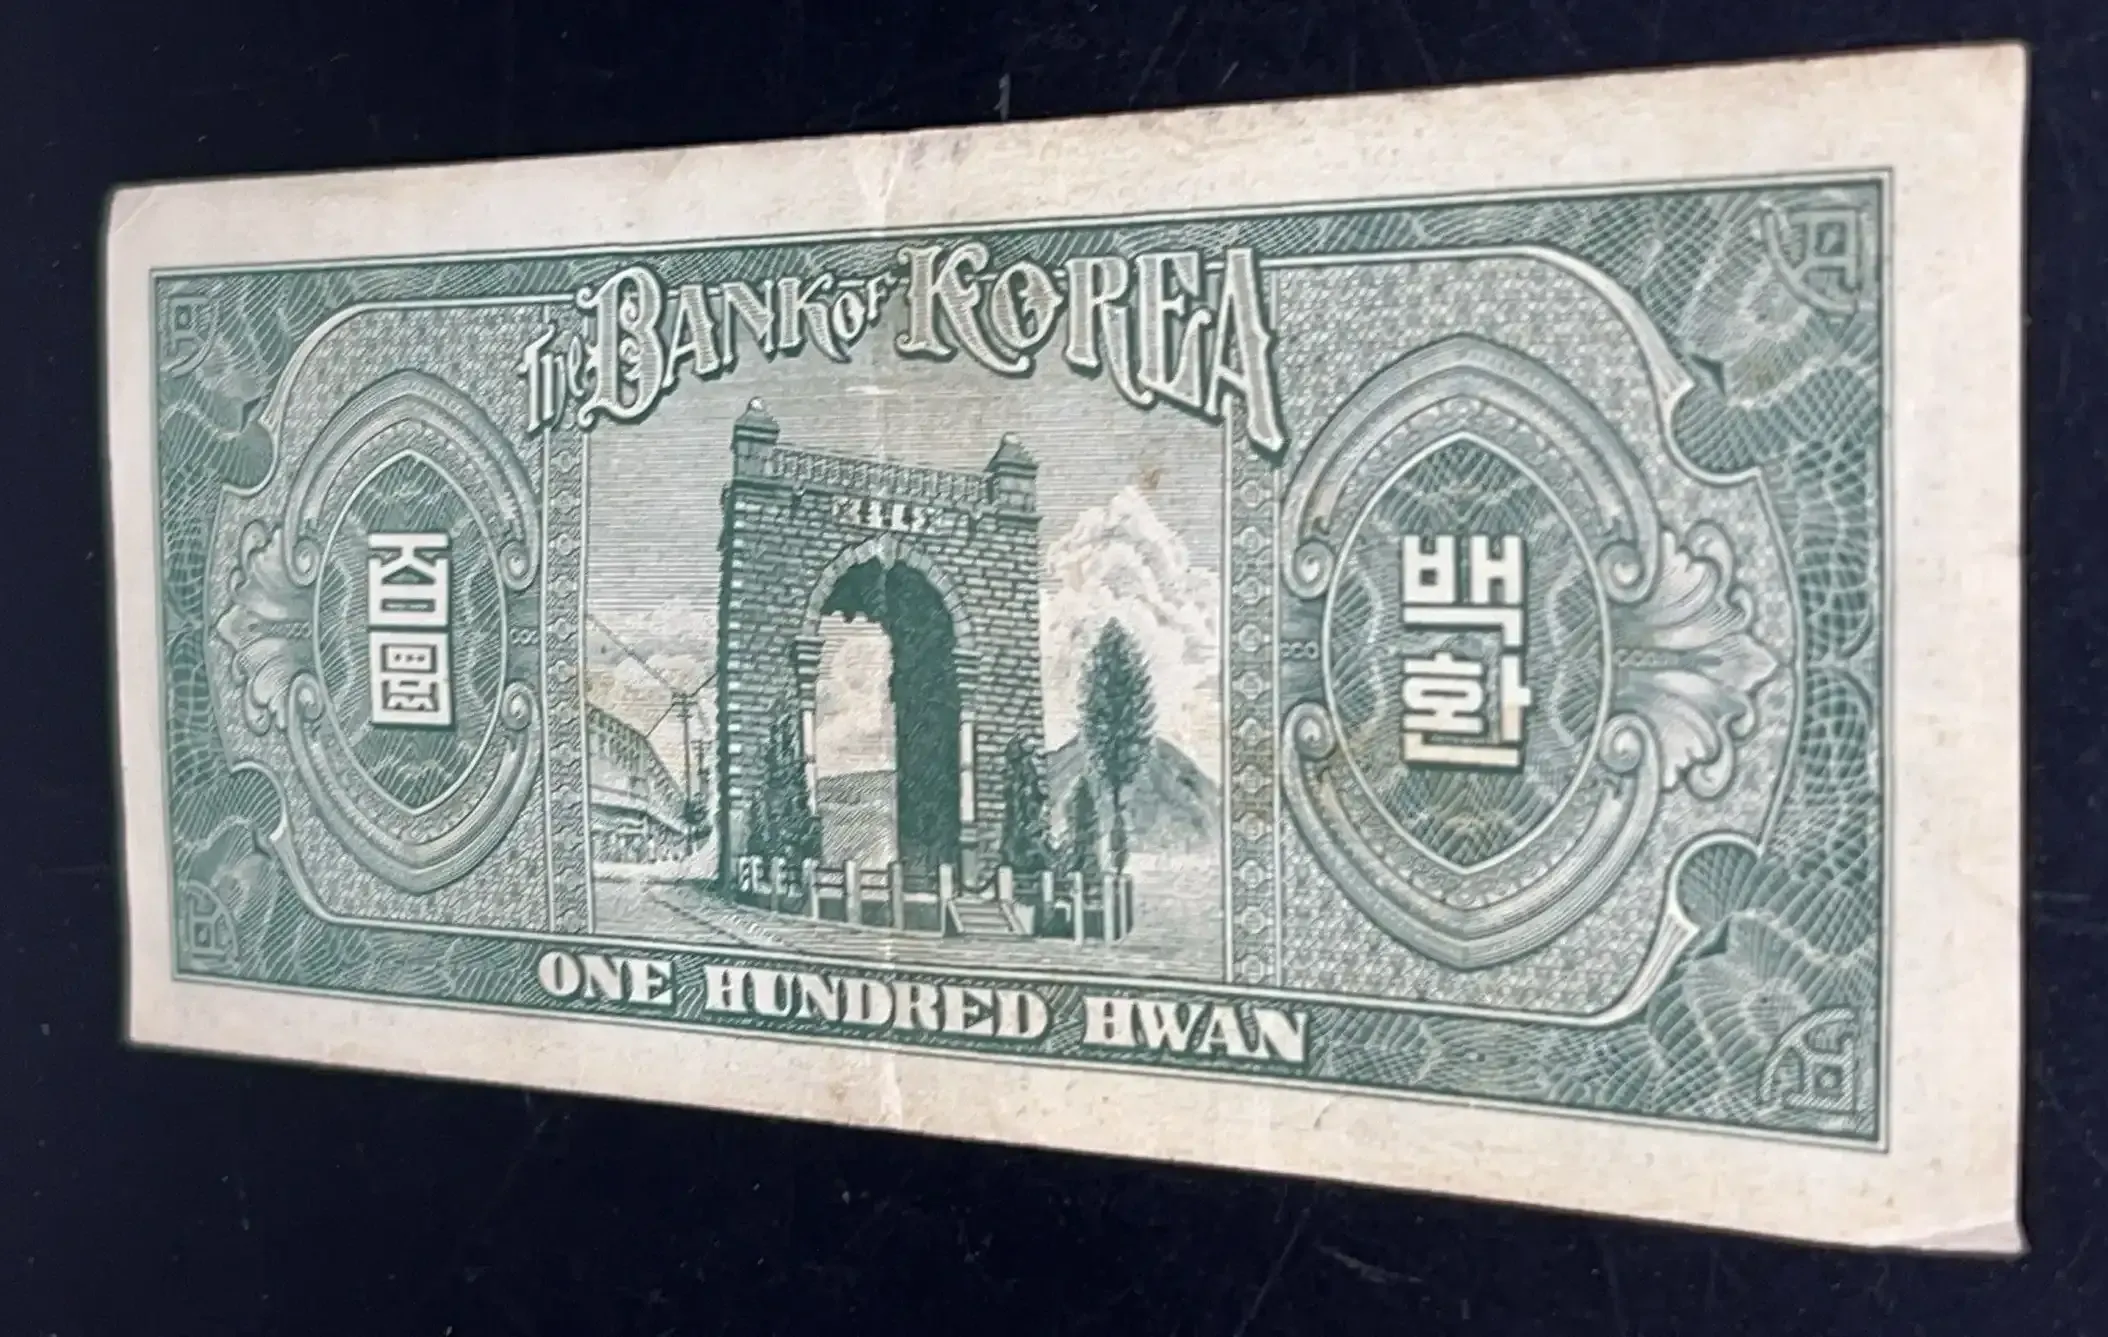 The Bank of Korea
百圜
백환
ONE HUNDRED HWAN